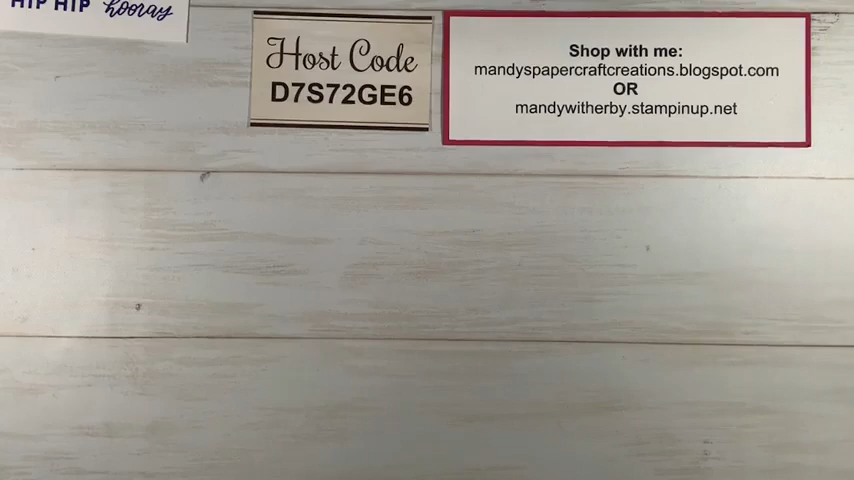 HIP HIP hooray
Host Code
D7S72GE6
Shop with me:
mandyspapercraftcreations.blogspot.com
OR
mandywitherby.stampinup.net